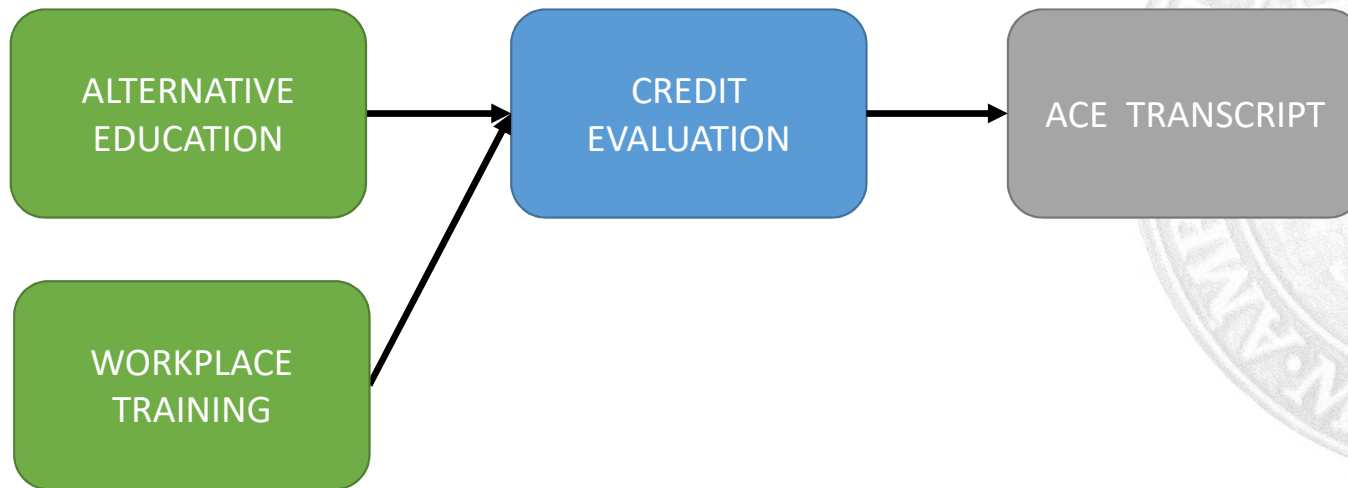 ALTERNATIVE
EDUCATION
CREDIT
EVALUATION
ACE TRANSCRIPT
WORKPLACE
TRAINING